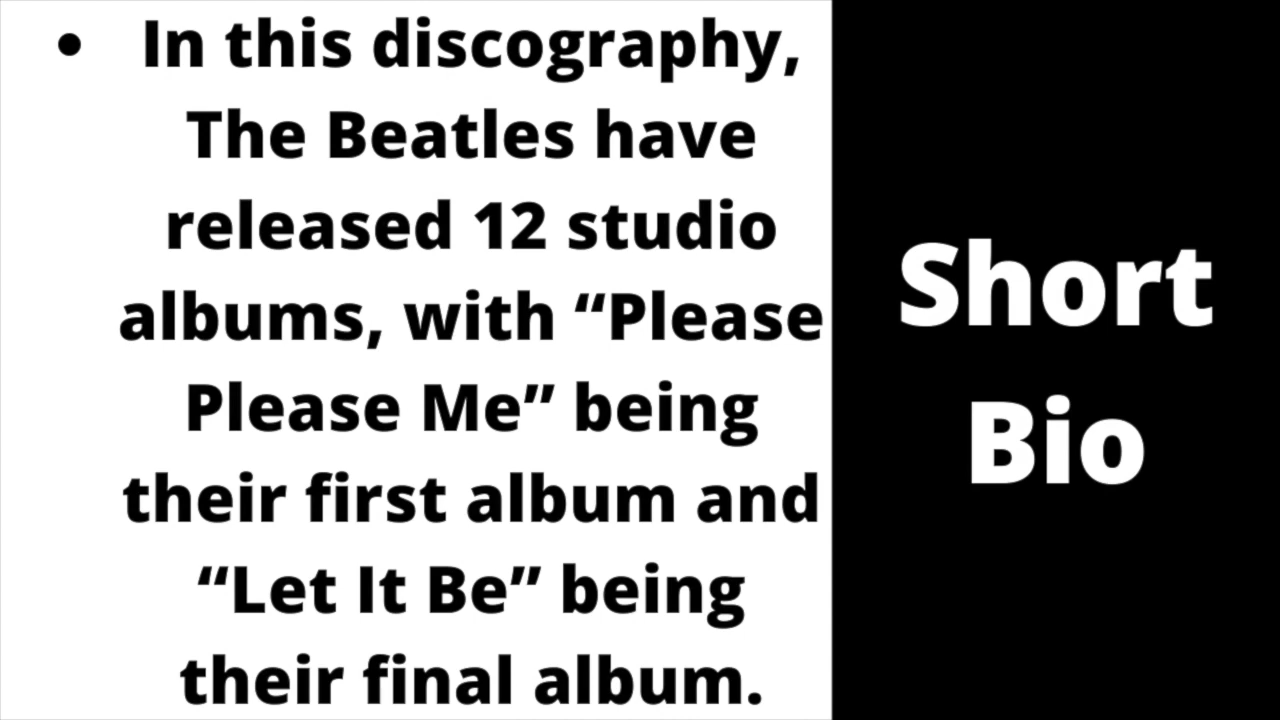 • In this discography,
The Beatles have
released 12 studio
albums, with “Please
Please Me” being
their first album and
“Let It Be” being
their final album.
Short
Bio